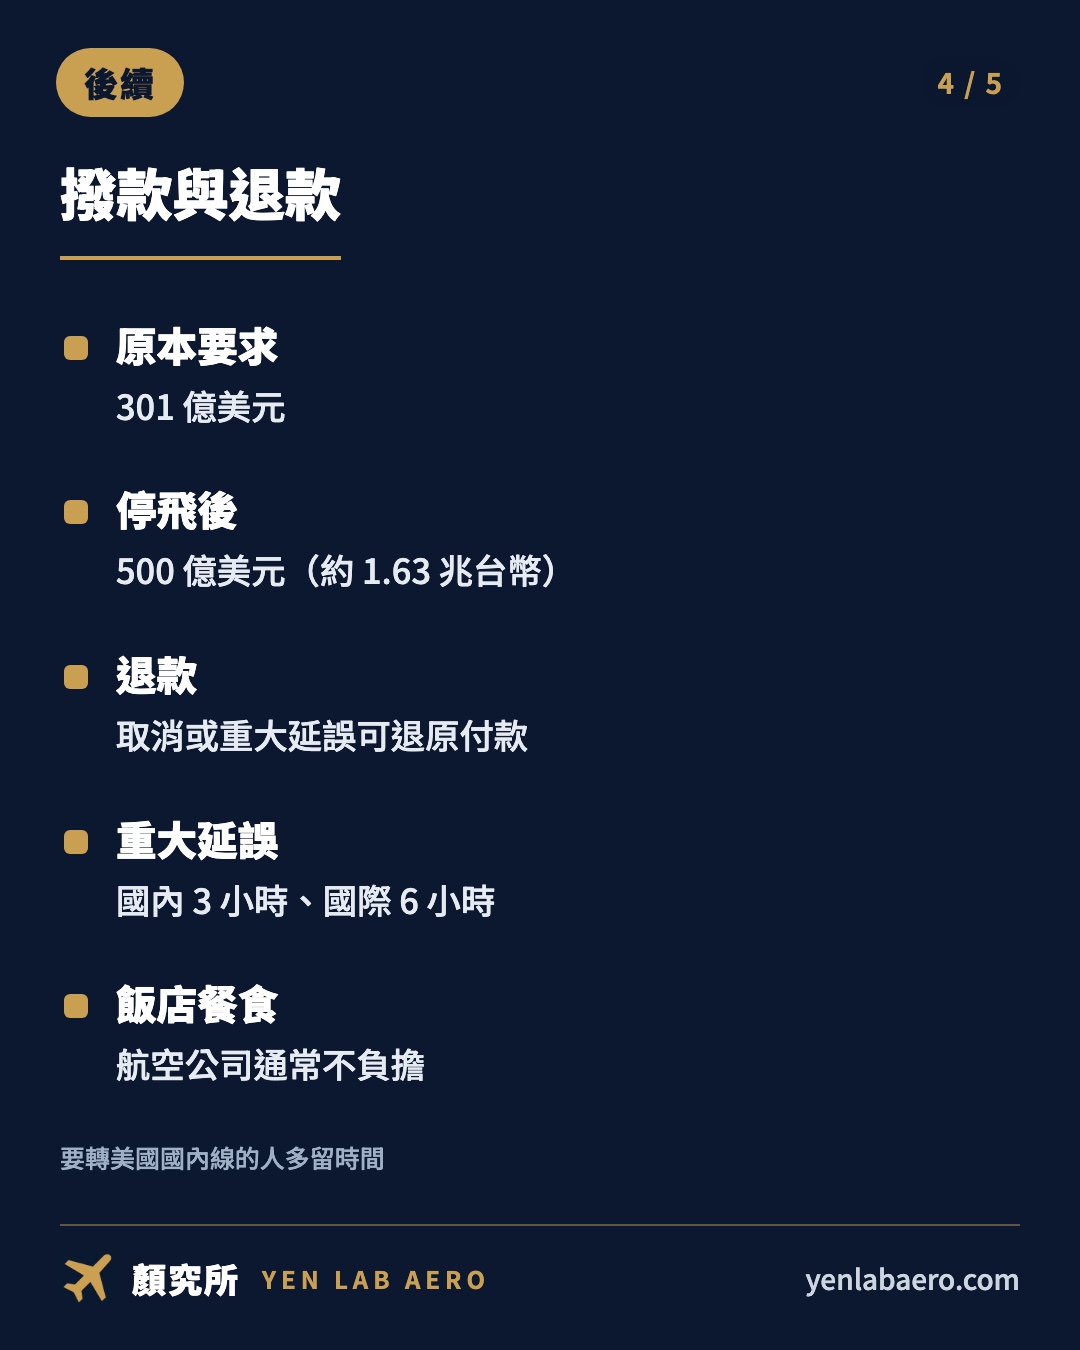 後續
4 / 5
撥款與退款
原本要求
301 億美元
停飛後
500 億美元（約 1.63 兆台幣）
退款
取消或重大延誤可退原付款
重大延誤
國內 3 小時、國際 6 小時
飯店餐食
航空公司通常不負擔
要轉美國國內線的人多留時間
顏究所 YEN LAB AERO
yenlabaero.com